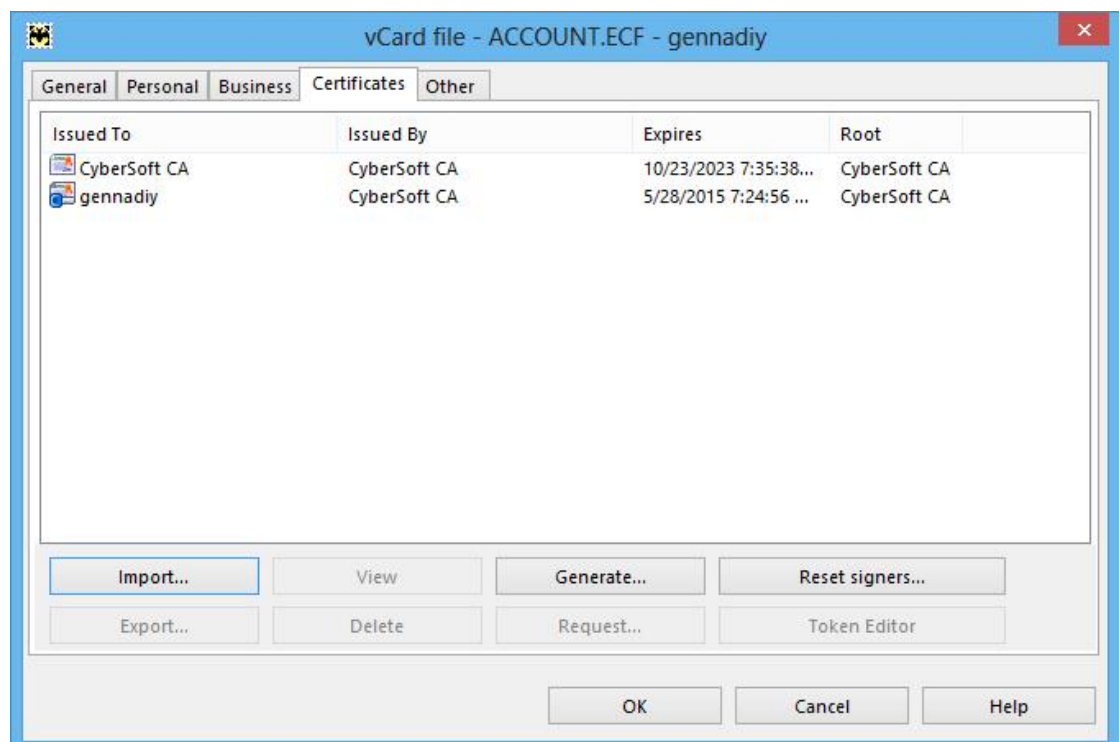 vCard file - ACCOUNT.ECF - gennadiy
General Personal Business Certificates Other
Issued To Issued By Expires Root
CyberSoft CA CyberSoft CA 10/23/2023 7:35:38... CyberSoft CA
gennadiy CyberSoft CA 5/28/2015 7:24:56 ... CyberSoft CA
Import... View Generate... Reset signers...
Export... Delete Request... Token Editor
OK Cancel Help